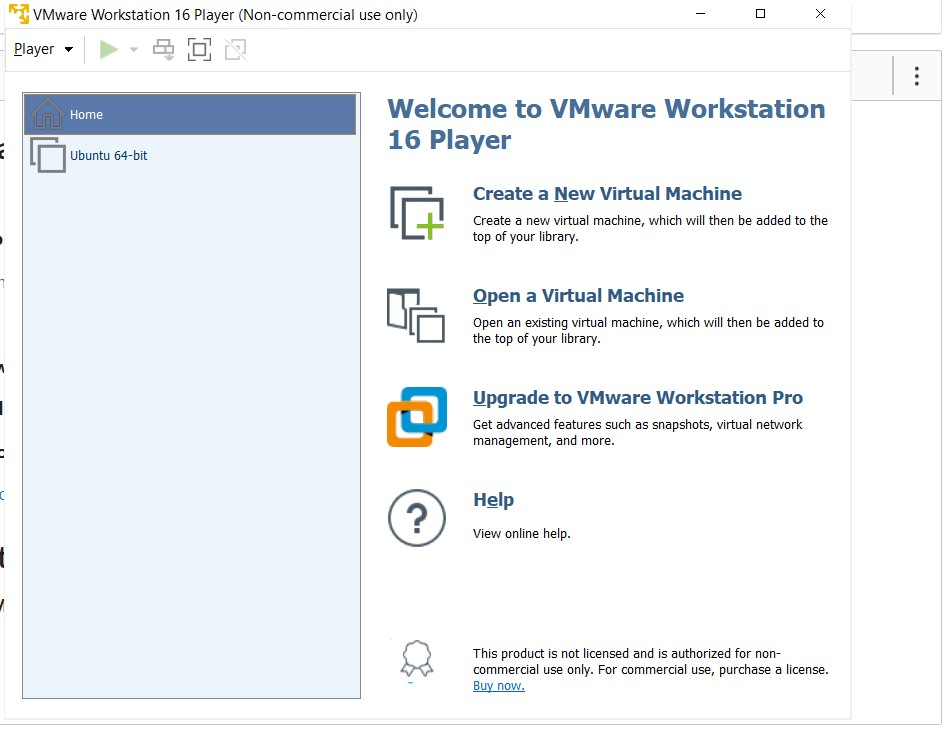 VMware Workstation 16 Player (Non-commercial use only)
Player
Home
Ubuntu 64-bit
Welcome to VMware Workstation
16 Player
Create a New Virtual Machine
Create a new virtual machine, which will then be added to the
top of your library.
Open a Virtual Machine
Open an existing virtual machine, which will then be added to
the top of your library.
Upgrade to VMware Workstation Pro
Get advanced features such as snapshots, virtual network
management, and more.
Help
View online help.
This product is not licensed and is authorized for non-
commercial use only. For commercial use, purchase a license.
Buy now.